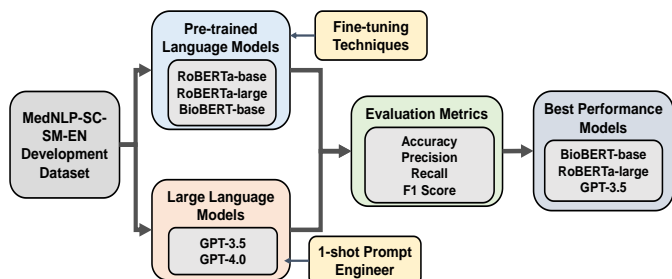 MedNLP-SC-
SM-EN
Development
Dataset
Pre-trained
Language Models
RoBERTa-base
RoBERTa-large
BioBERT-base
Fine-tuning
Techniques
Large Language
Models
GPT-3.5
GPT-4.0
1-shot Prompt
Engineer
Evaluation Metrics
Accuracy
Precision
Recall
F1 Score
Best Performance
Models
BioBERT-base
RoBERTa-large
GPT-3.5